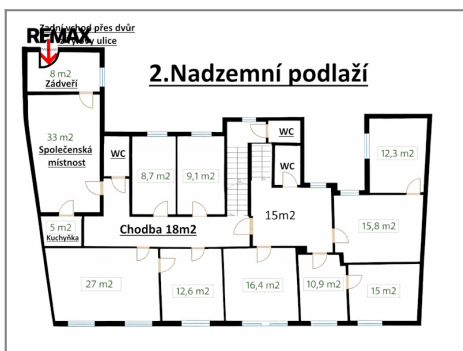 Zadní vchod přes dvůr
REMAX
ulice
2.Nadzemní podlaží
8 m2
Zádveří
33 m2
Společenská
místnost
WC
WC
WC
8,7 m2
9,1 m2
12,3 m2
15m2
15,8 m2
5 m2
Kuchyňka
Chodba 18m2
27 m2
12,6 m2
16,4 m2
10,9 m2
15 m2